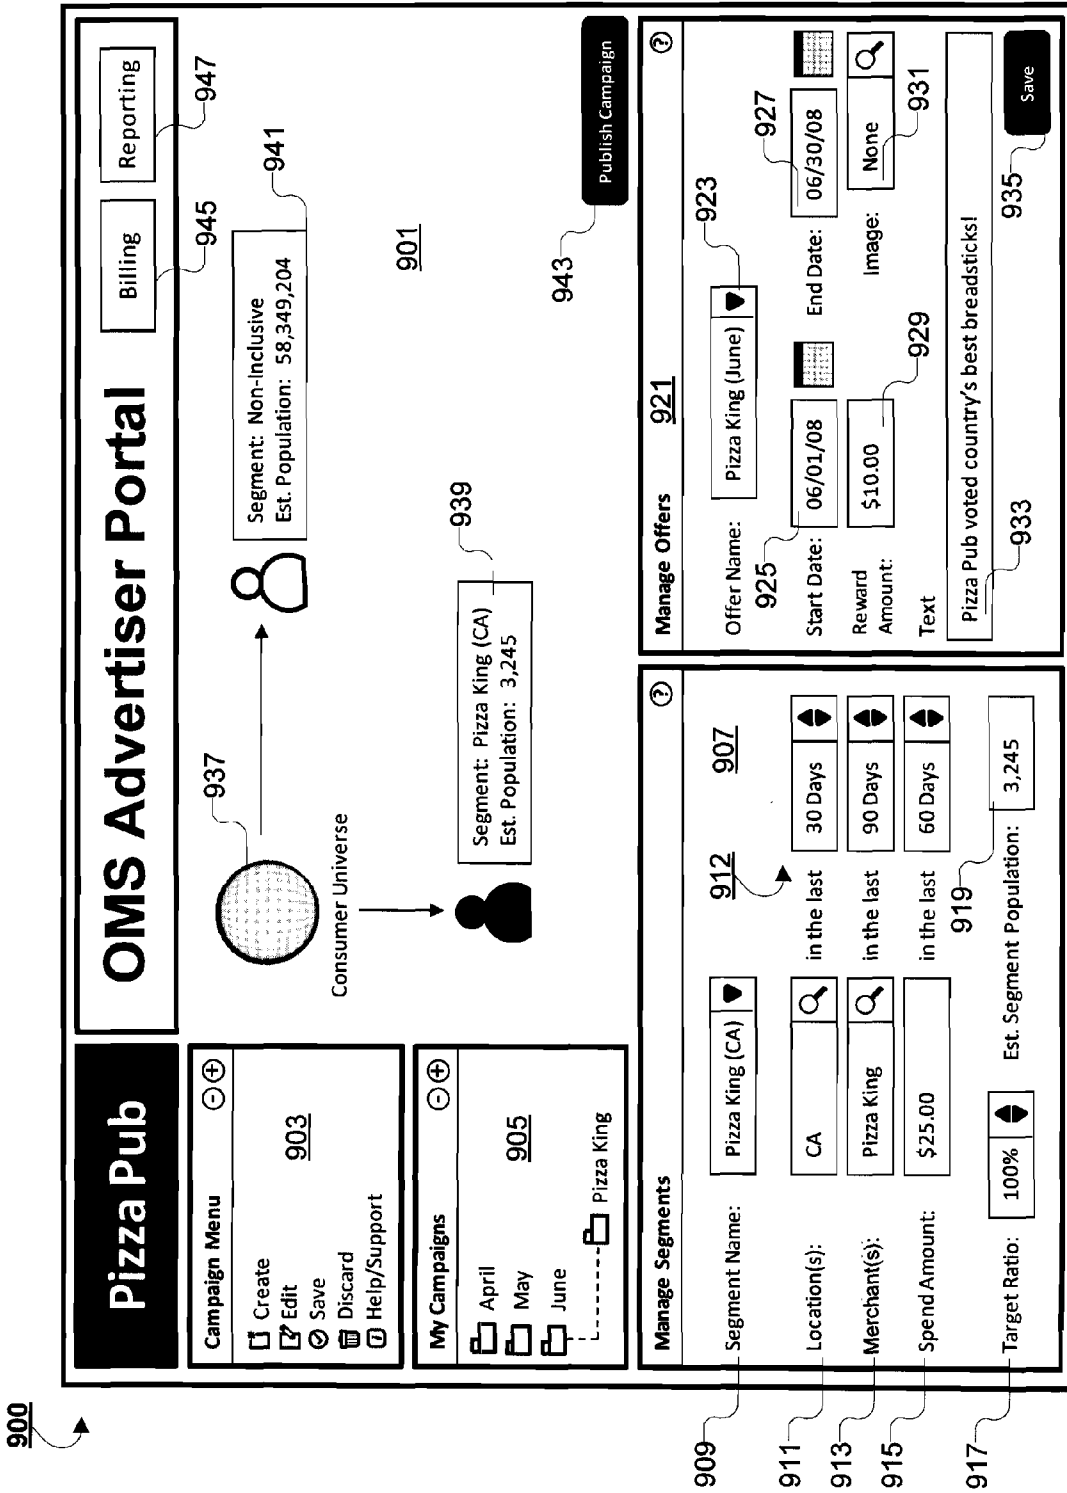 900
Pizza Pub
OMS Advertiser Portal
Billing
Reporting
945
947
Campaign Menu
Create
Edit
Save
Discard
Help/Support
903
My Campaigns
April
May
June
Pizza King
905
937
Consumer Universe
Segment: Non-Inclusive
Est. Population: 58,349,204
941
Segment: Pizza King (CA)
Est. Population: 3,245
939
901
943
Publish Campaign
Manage Segments
?
907
909
Segment Name:
Pizza King (CA)
912
911
Location(s):
CA
in the last
30 Days
913
Merchant(s):
Pizza King
in the last
90 Days
915
Spend Amount:
$25.00
in the last
60 Days
917
Target Ratio:
100%
919
Est. Segment Population:
3,245
Manage Offers
921
?
Offer Name:
Pizza King (June)
923
925
Start Date:
06/01/08
End Date:
06/30/08
927
Reward
Amount:
$10.00
929
Image:
None
931
Text
Pizza Pub voted country's best breadsticks!
933
935
Save